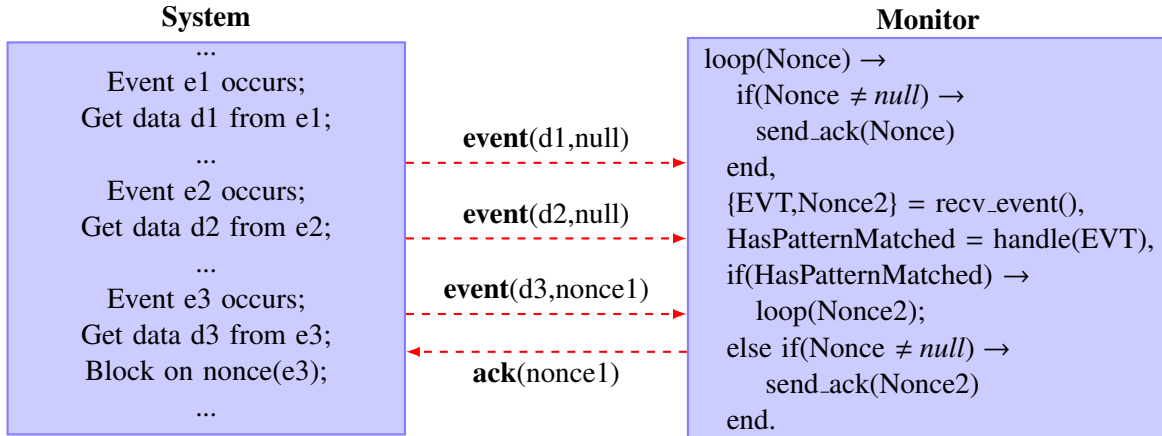 System
...
Event e1 occurs;
Get data d1 from e1;
...
Event e2 occurs;
Get data d2 from e2;
...
Event e3 occurs;
Get data d3 from e3;
Block on nonce(e3);
...
event(d1,null)
event(d2,null)
event(d3,nonce1)
ack(nonce1)
Monitor
loop(Nonce) →
if(Nonce ≠ null) →
send_ack(Nonce)
end,
{EVT,Nonce2} = recv_event(),
HasPatternMatched = handle(EVT),
if(HasPatternMatched) →
loop(Nonce2);
else if(Nonce ≠ null) →
send_ack(Nonce2)
end.